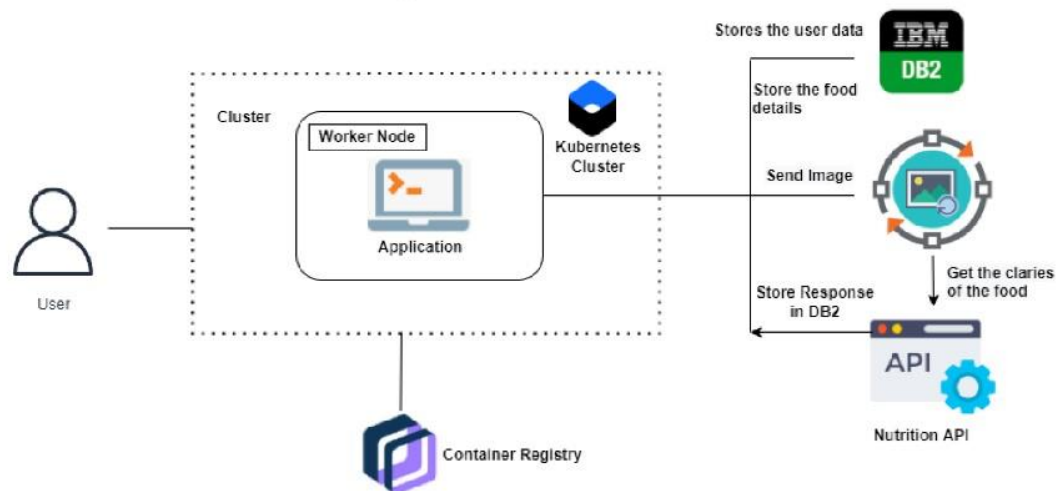 Stores the user data
IBM
DB2
Store the food
details
Cluster
Worker Node
Kubernetes
Cluster
Send Image
Application
User
Get the claries
of the food
Store Response
in DB2
API
Nutrition API
Container Registry